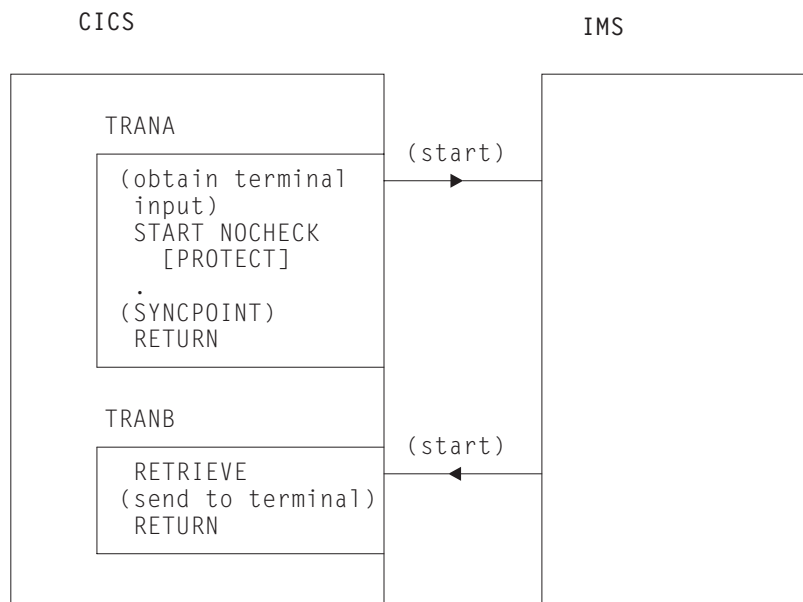 CICS
IMS
TRANA
(start)
(obtain terminal
input)
START NOCHECK
[PROTECT]
.
(SYNCPOINT)
RETURN
TRANB
(start)
RETRIEVE
(send to terminal)
RETURN